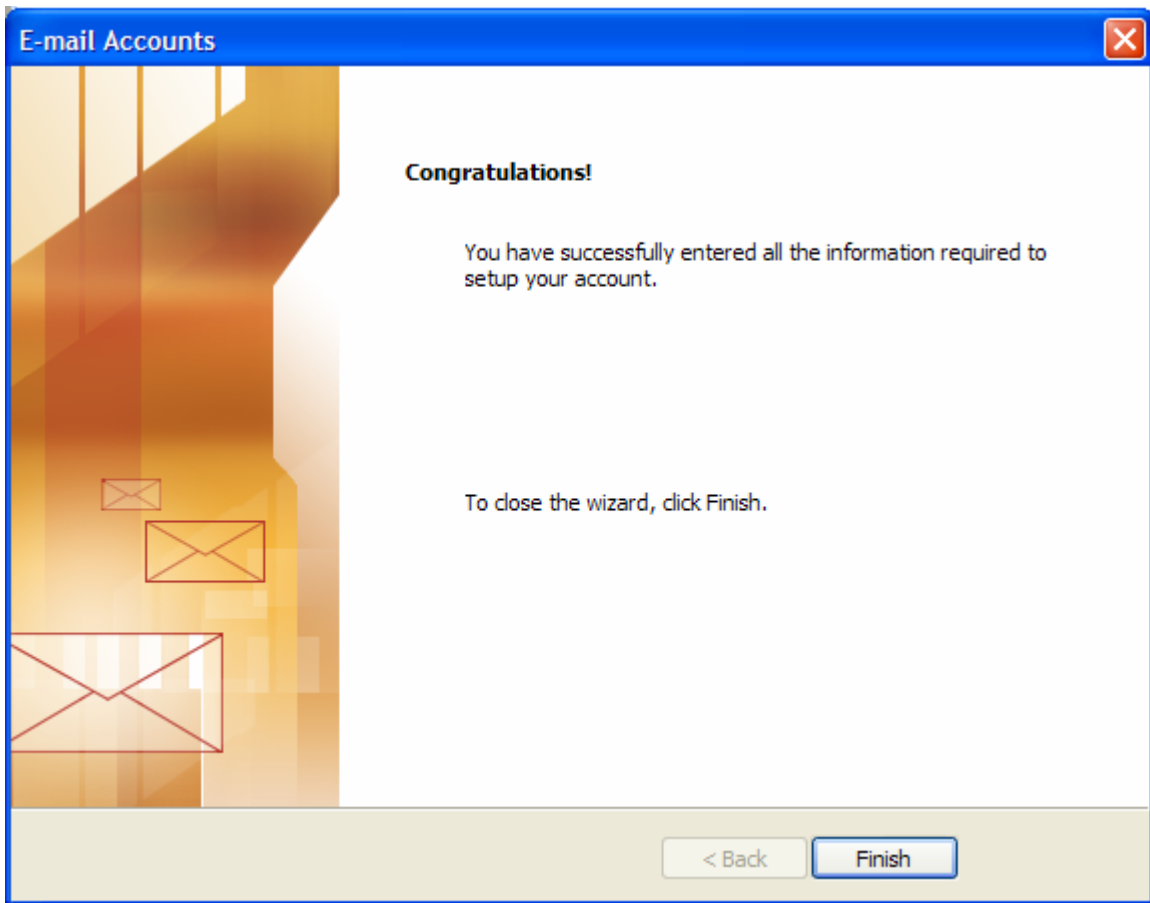 E-mail Accounts
Congratulations!
You have successfully entered all the information required to
setup your account.
To close the wizard, click Finish.
< Back
Finish